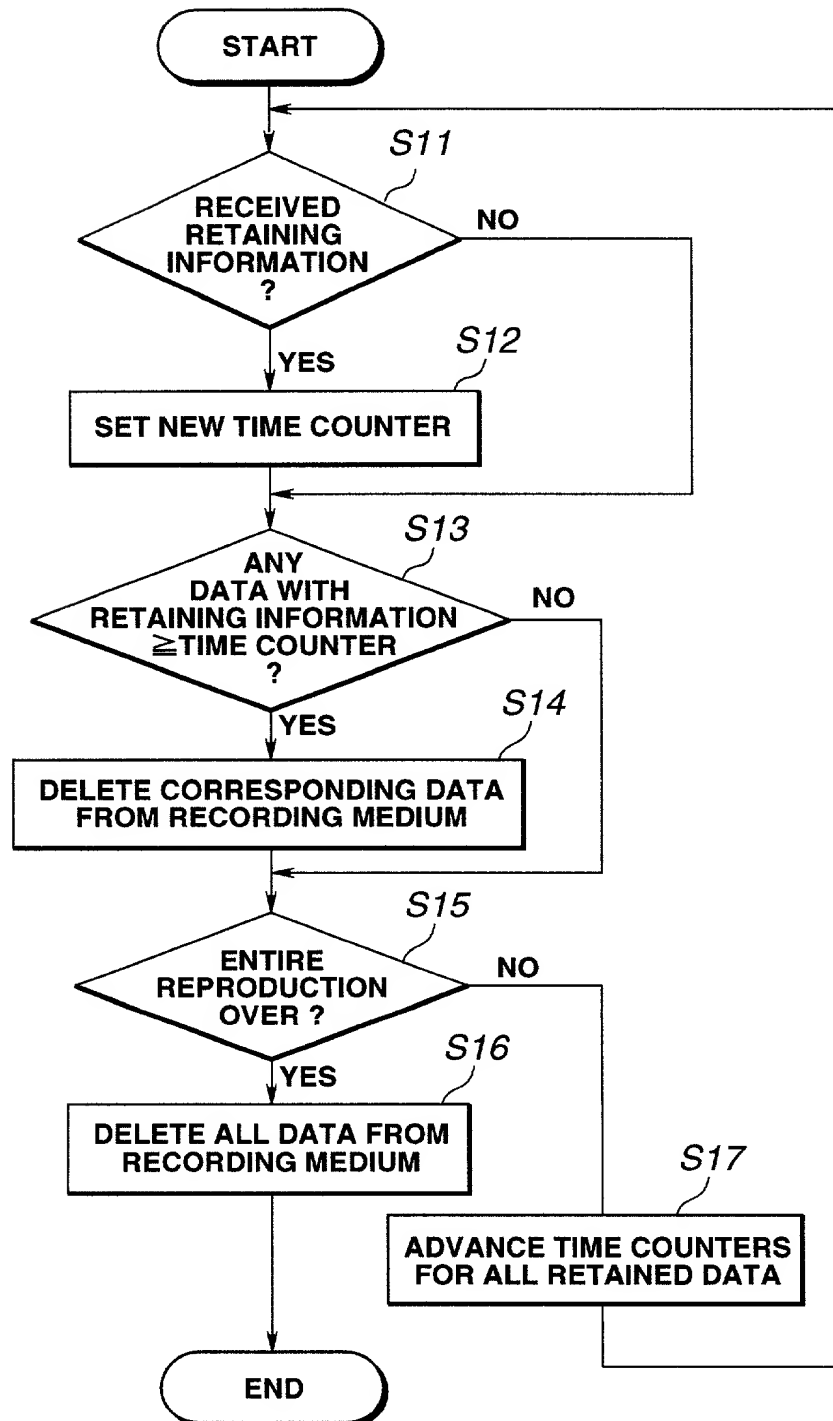 START
S11
RECEIVED
RETAINING
INFORMATION
?
NO
YES
S12
SET NEW TIME COUNTER
S13
ANY
DATA WITH
RETAINING INFORMATION
≧TIME COUNTER
?
NO
YES
S14
DELETE CORRESPONDING DATA
FROM RECORDING MEDIUM
S15
ENTIRE
REPRODUCTION
OVER ?
NO
YES
S16
DELETE ALL DATA FROM
RECORDING MEDIUM
S17
ADVANCE TIME COUNTERS
FOR ALL RETAINED DATA
END